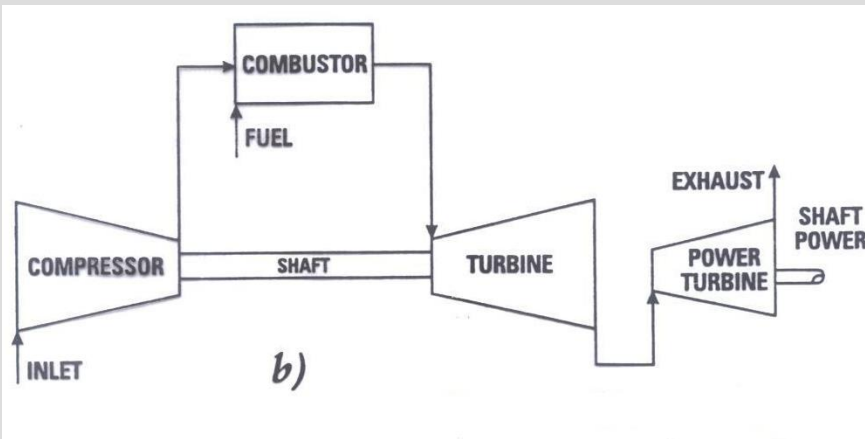 COMBUSTOR
FUEL
EXHAUST
SHAFT
POWER
COMPRESSOR
SHAFT
TURBINE
POWER
TURBINE
INLET
b)